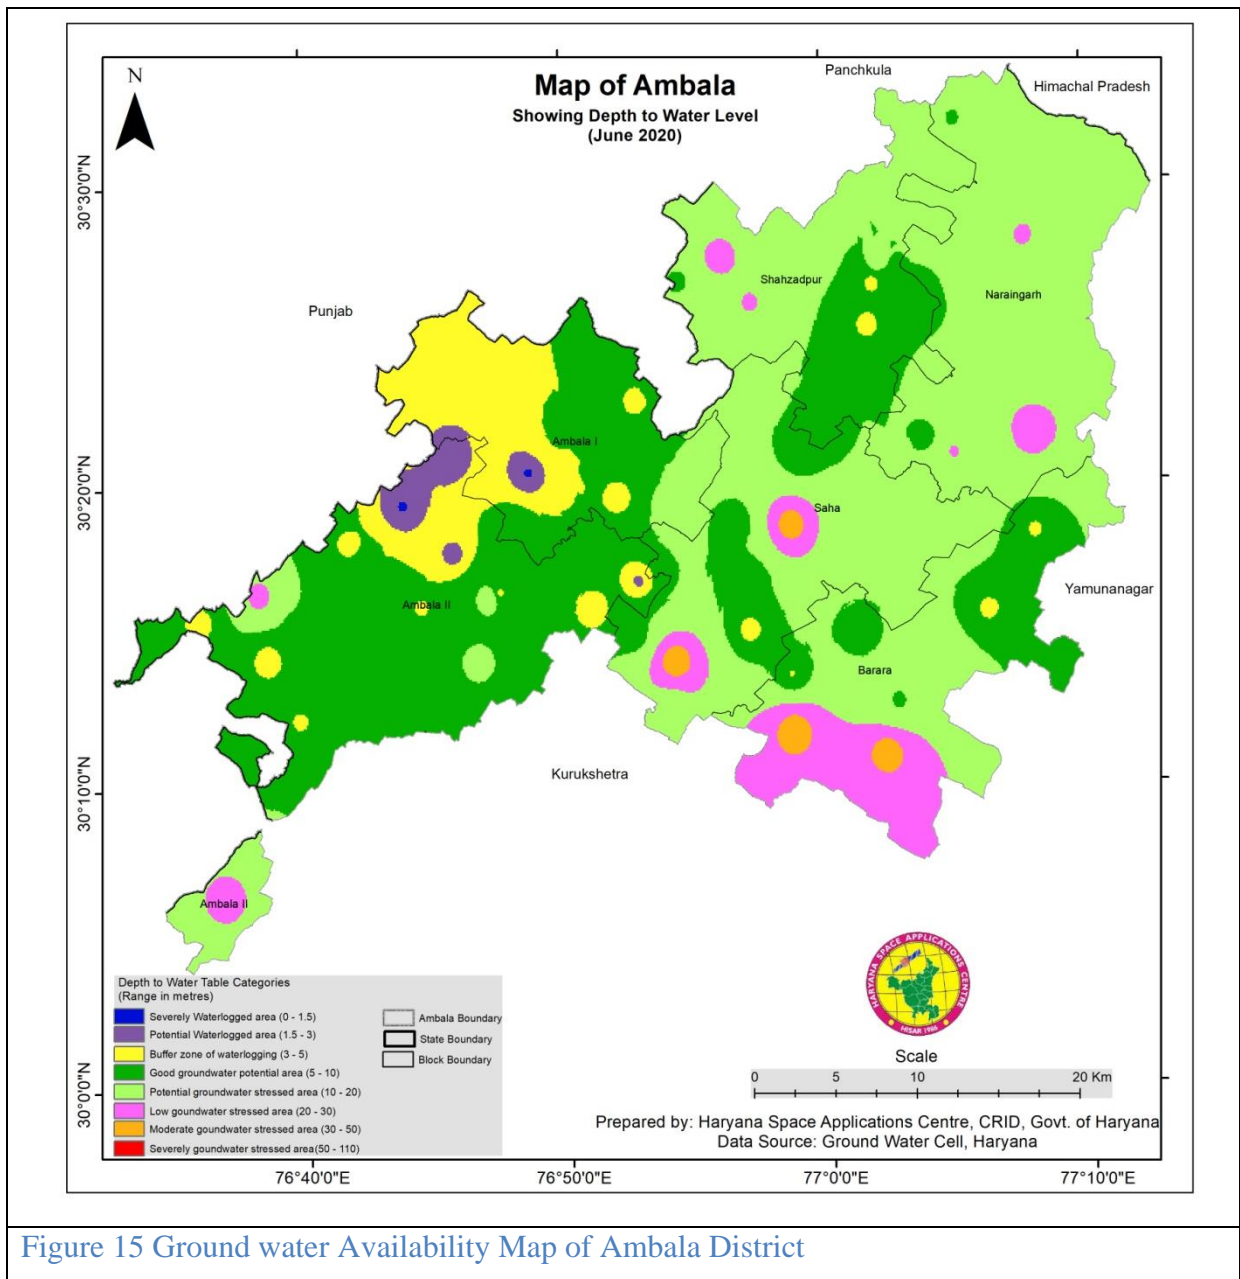 N
Map of Ambala
Showing Depth to Water Level
(June 2020)
Panchkula
Himachal Pradesh
Punjab
Shahzadpur
Naraingarh
Ambala I
Saha
Yamunanagar
Ambala II
Barara
Kurukshetra
Ambala II
30°30'0"N
30°20'0"N
30°10'0"N
30°0'0"N
Depth to Water Table Categories
(Range in metres)
Severely Waterlogged area (0 - 1.5)
Potential Waterlogged area (1.5 - 3)
Buffer zone of waterlogging (3 - 5)
Good groundwater potential area (5 - 10)
Potential groundwater stressed area (10 - 20)
Low goundwater stressed area (20 - 30)
Moderate goundwater stressed area (30 - 50)
Severely goundwater stressed area(50 - 110)
Ambala Boundary
State Boundary
Block Boundary
HARYANA SPACE APPLICATIONS CENTRE
HISAR 1986
Scale
0 5 10 20 Km
Prepared by: Haryana Space Applications Centre, CRID, Govt. of Haryana
Data Source: Ground Water Cell, Haryana
76°40'0"E 76°50'0"E 77°0'0"E 77°10'0"E
Figure 15 Ground water Availability Map of Ambala District